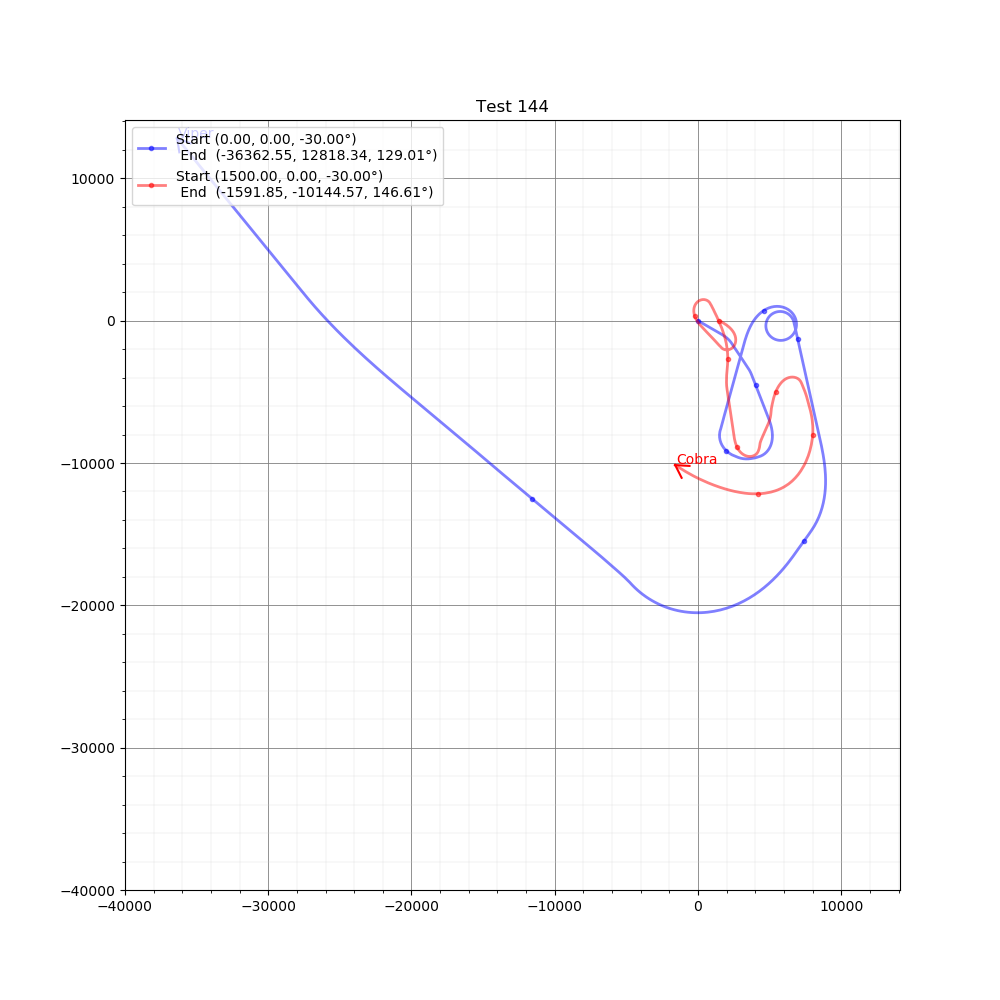 Test 144
Viper
Start (0.00, 0.00, -30.00°)
End  (-36362.55, 12818.34, 129.01°)
Start (1500.00, 0.00, -30.00°)
End  (-1591.85, -10144.57, 146.61°)
Cobra
10000
0
−10000
−20000
−30000
−40000
−40000
−30000
−20000
−10000
0
10000